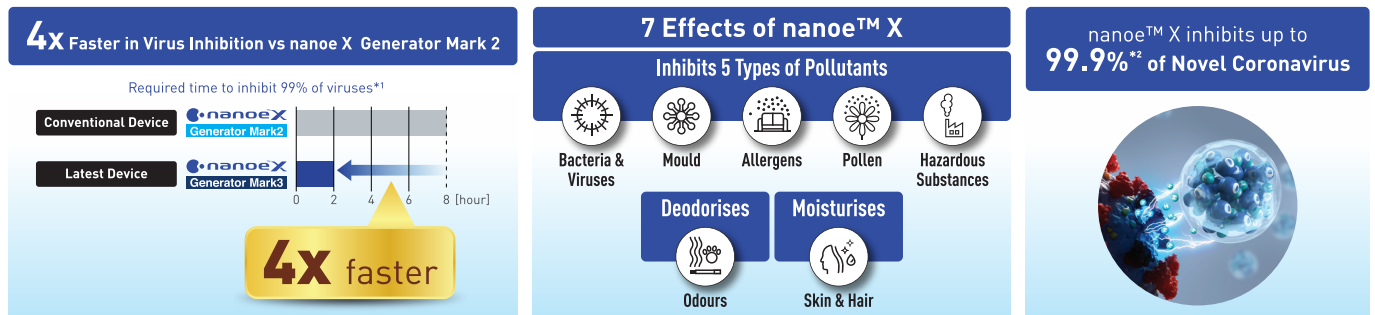 4x Faster in Virus Inhibition vs nanoe X Generator Mark 2
Required time to inhibit 99% of viruses*1
Conventional Device
nanoeX
Generator Mark2
Latest Device
nanoeX
Generator Mark3
0 2 4 6 8 [hour]
4x faster
7 Effects of nanoe™ X
Inhibits 5 Types of Pollutants
Bacteria &
Viruses
Mould
Allergens
Pollen
Hazardous
Substances
Deodorises
Moisturises
Odours
Skin & Hair
nanoe™ X inhibits up to
99.9%*2 of Novel Coronavirus